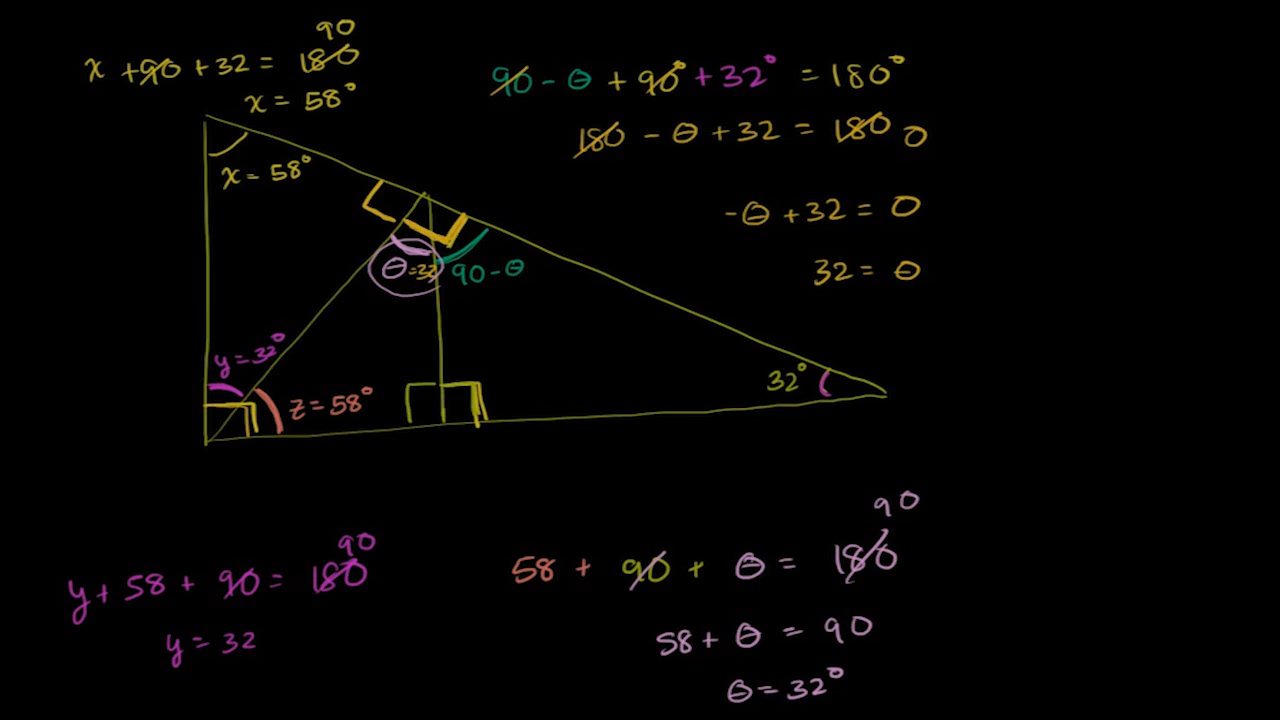 90
x + 90 + 32 = 180
x = 58°
90 - θ + 90° + 32° = 180°
180 - θ + 32 = 180 0
-θ + 32 = 0
32 = θ
x = 58°
θ = 32
90 - θ
y = 32°
z = 58°
32°
90
y + 58 + 90 = 180
y = 32
90
58 + 90 + θ = 180
58 + θ = 90
θ = 32°